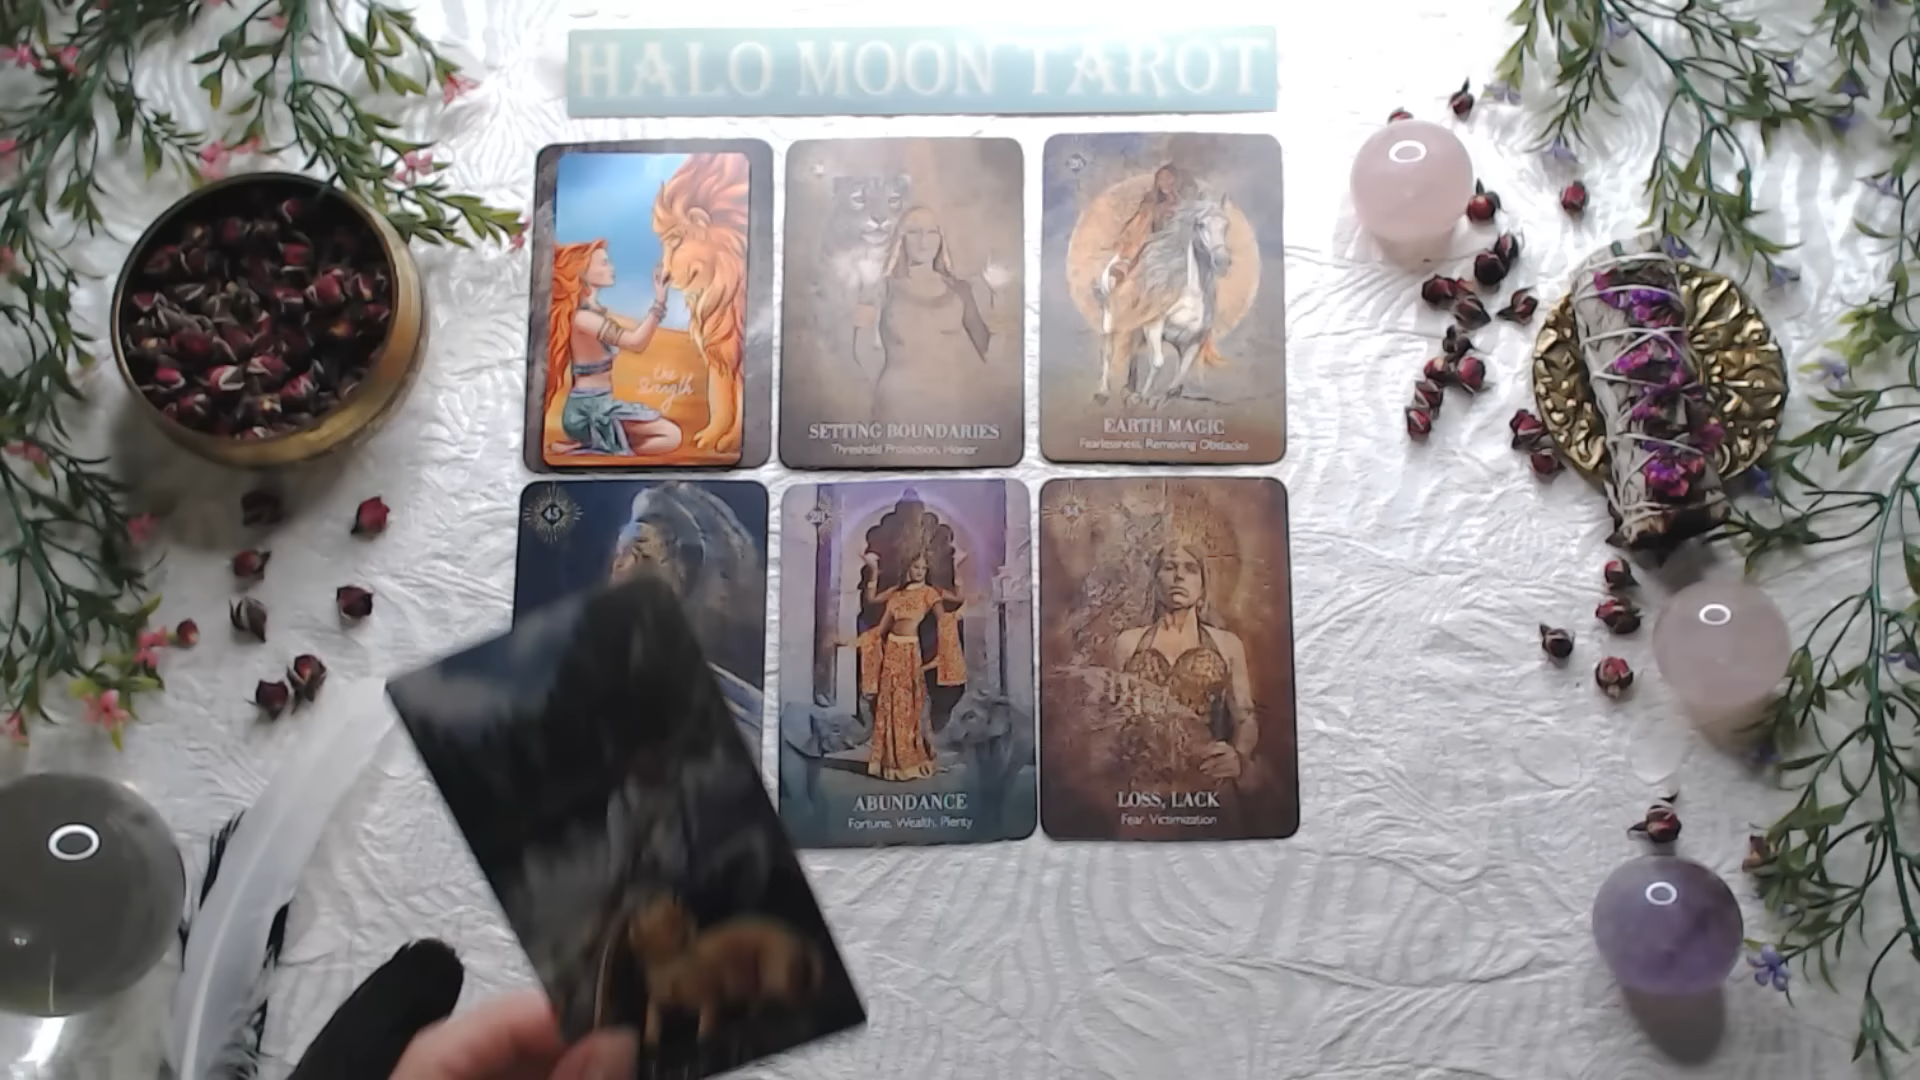 HALO MOON TAROT
the
Strength
SETTING BOUNDARIES
Threshold Protection, Honor
EARTH MAGIC
Fearlessness, Removing Obstacles
45
ABUNDANCE
Fortune, Wealth, Plenty
LOSS, LACK
Fear, Victimization